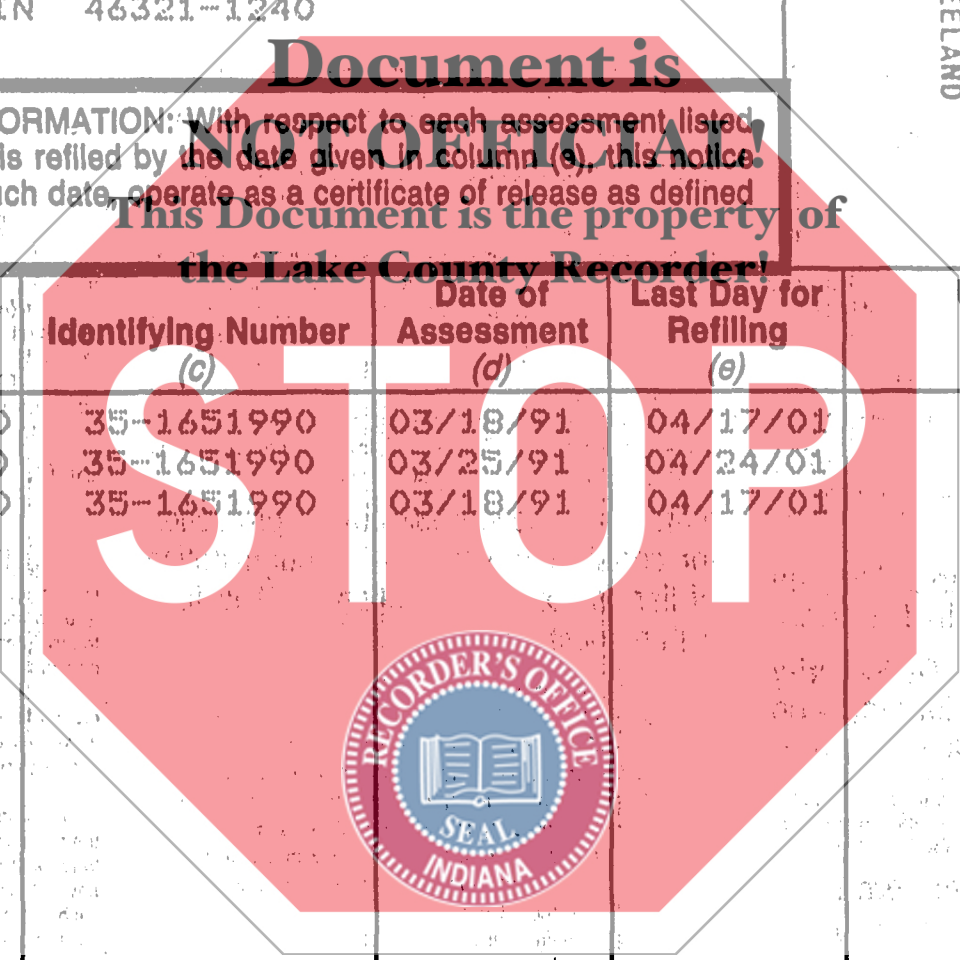 IN 46321-1240
EELAND
Document is
ORMATION: With respect to each assessment listed
NOT OFFICIAL!
is refiled by the date given in column (e), this notice
ch date, operate as a certificate of release as defined
This Document is the property of
the Lake County Recorder!
Identifying Number
(c)
Date of
Assessment
(d)
Last Day for
Refiling
(e)
35-1651990 03/18/91 04/17/01
35-1651990 03/25/91 04/24/01
35-1651990 03/18/91 04/17/01
STOP
RECORDER'S OFFICE
SEAL
INDIANA